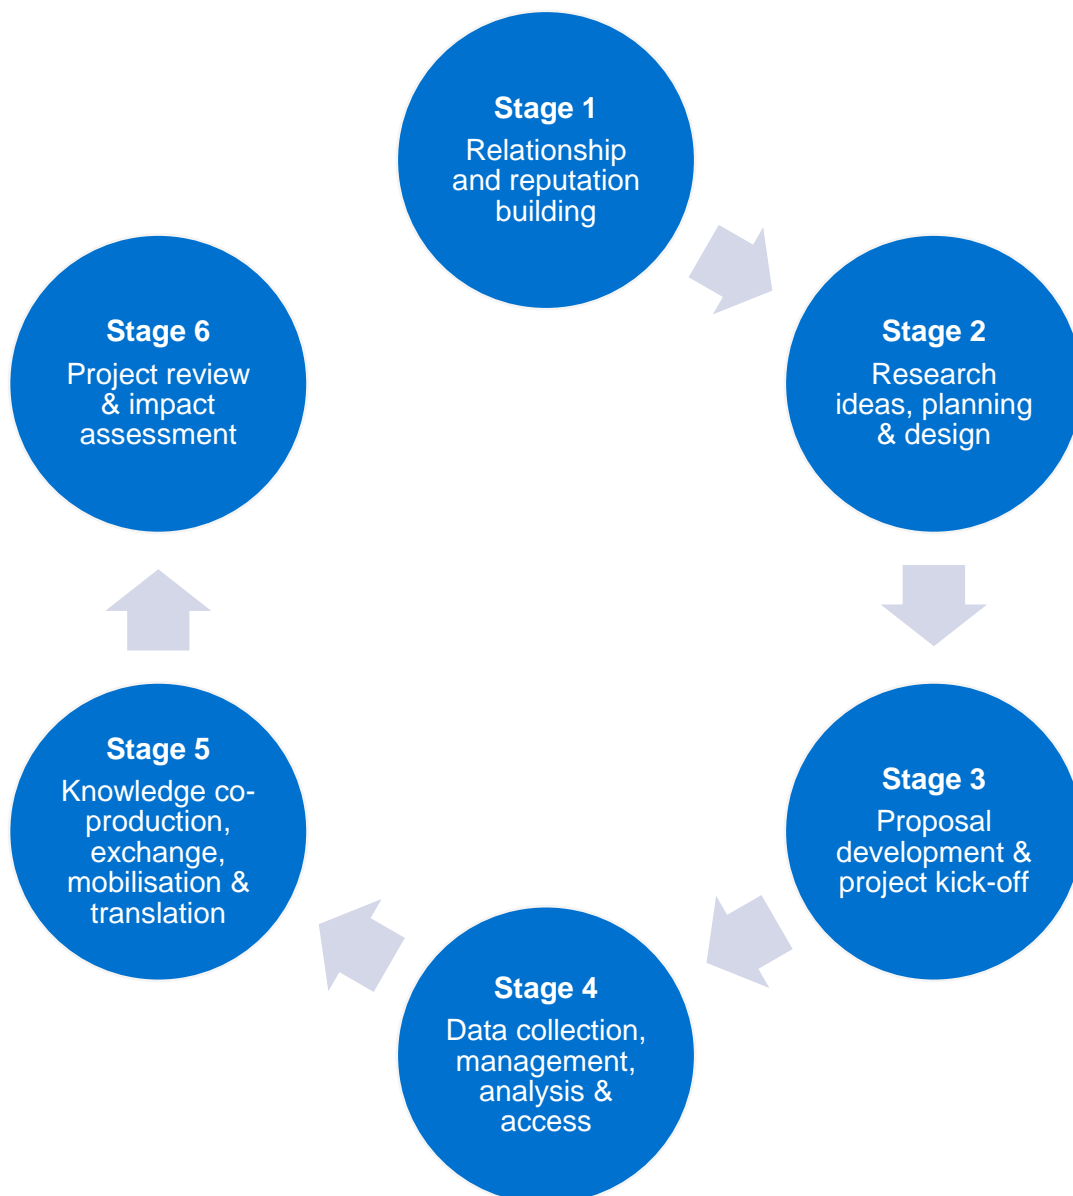 Stage 1
Relationship
and reputation
building
Stage 2
Research
ideas, planning
& design
Stage 3
Proposal
development &
project kick-off
Stage 4
Data collection,
management,
analysis &
access
Stage 5
Knowledge co-
production,
exchange,
mobilisation &
translation
Stage 6
Project review
& impact
assessment